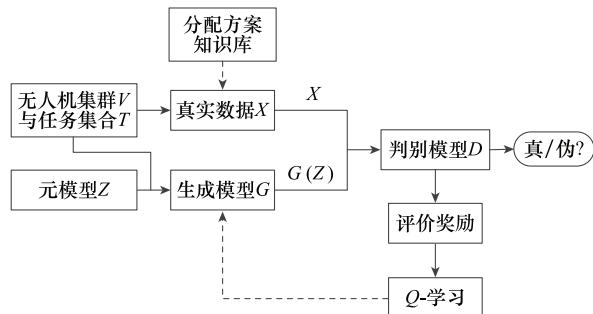 分配方案
知识库
无人机集群V
与任务集合T
真实数据X
X
判别模型D
真/伪?
元模型Z
生成模型G
G(Z)
评价奖励
Q-学习